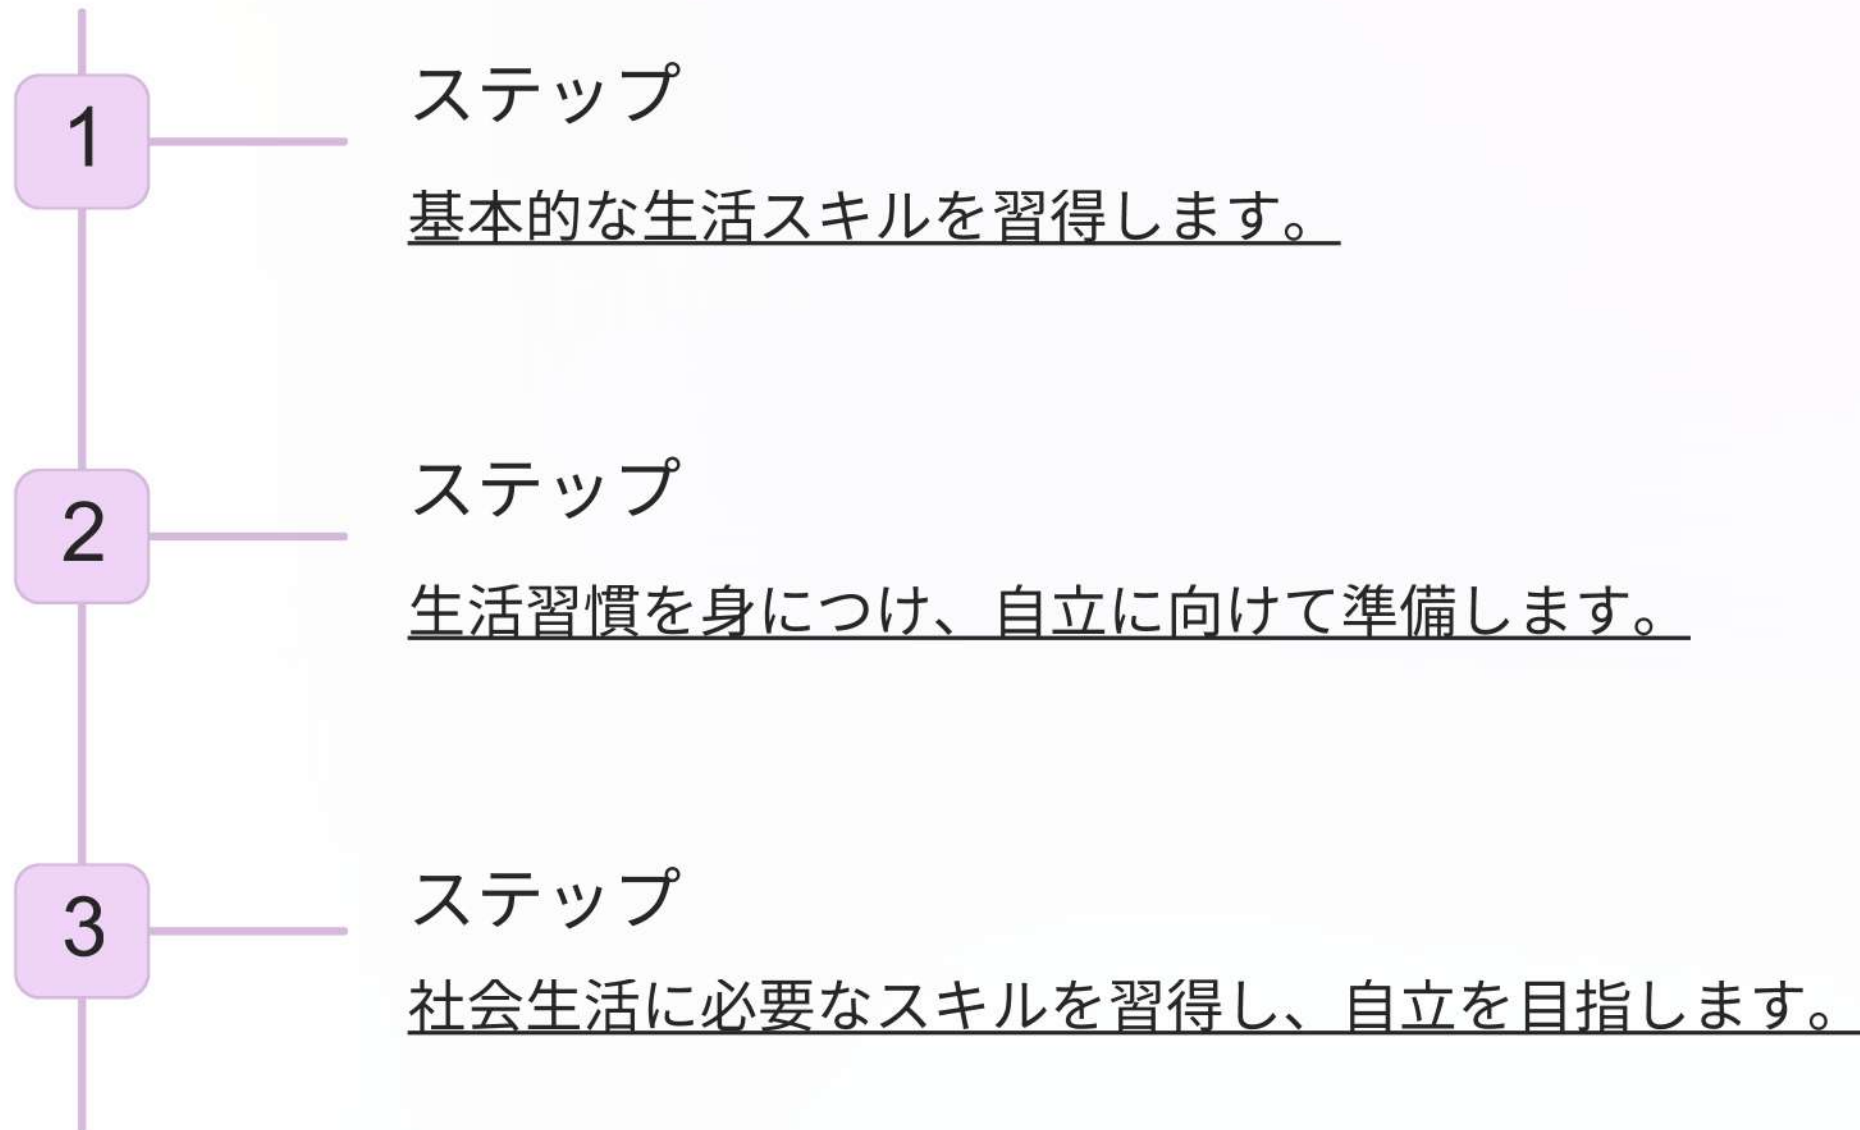 1
ステップ
基本的な生活スキルを習得します。
2
ステップ
生活習慣を身につけ、自立に向けて準備します。
3
ステップ
社会生活に必要なスキルを習得し、自立を目指します。